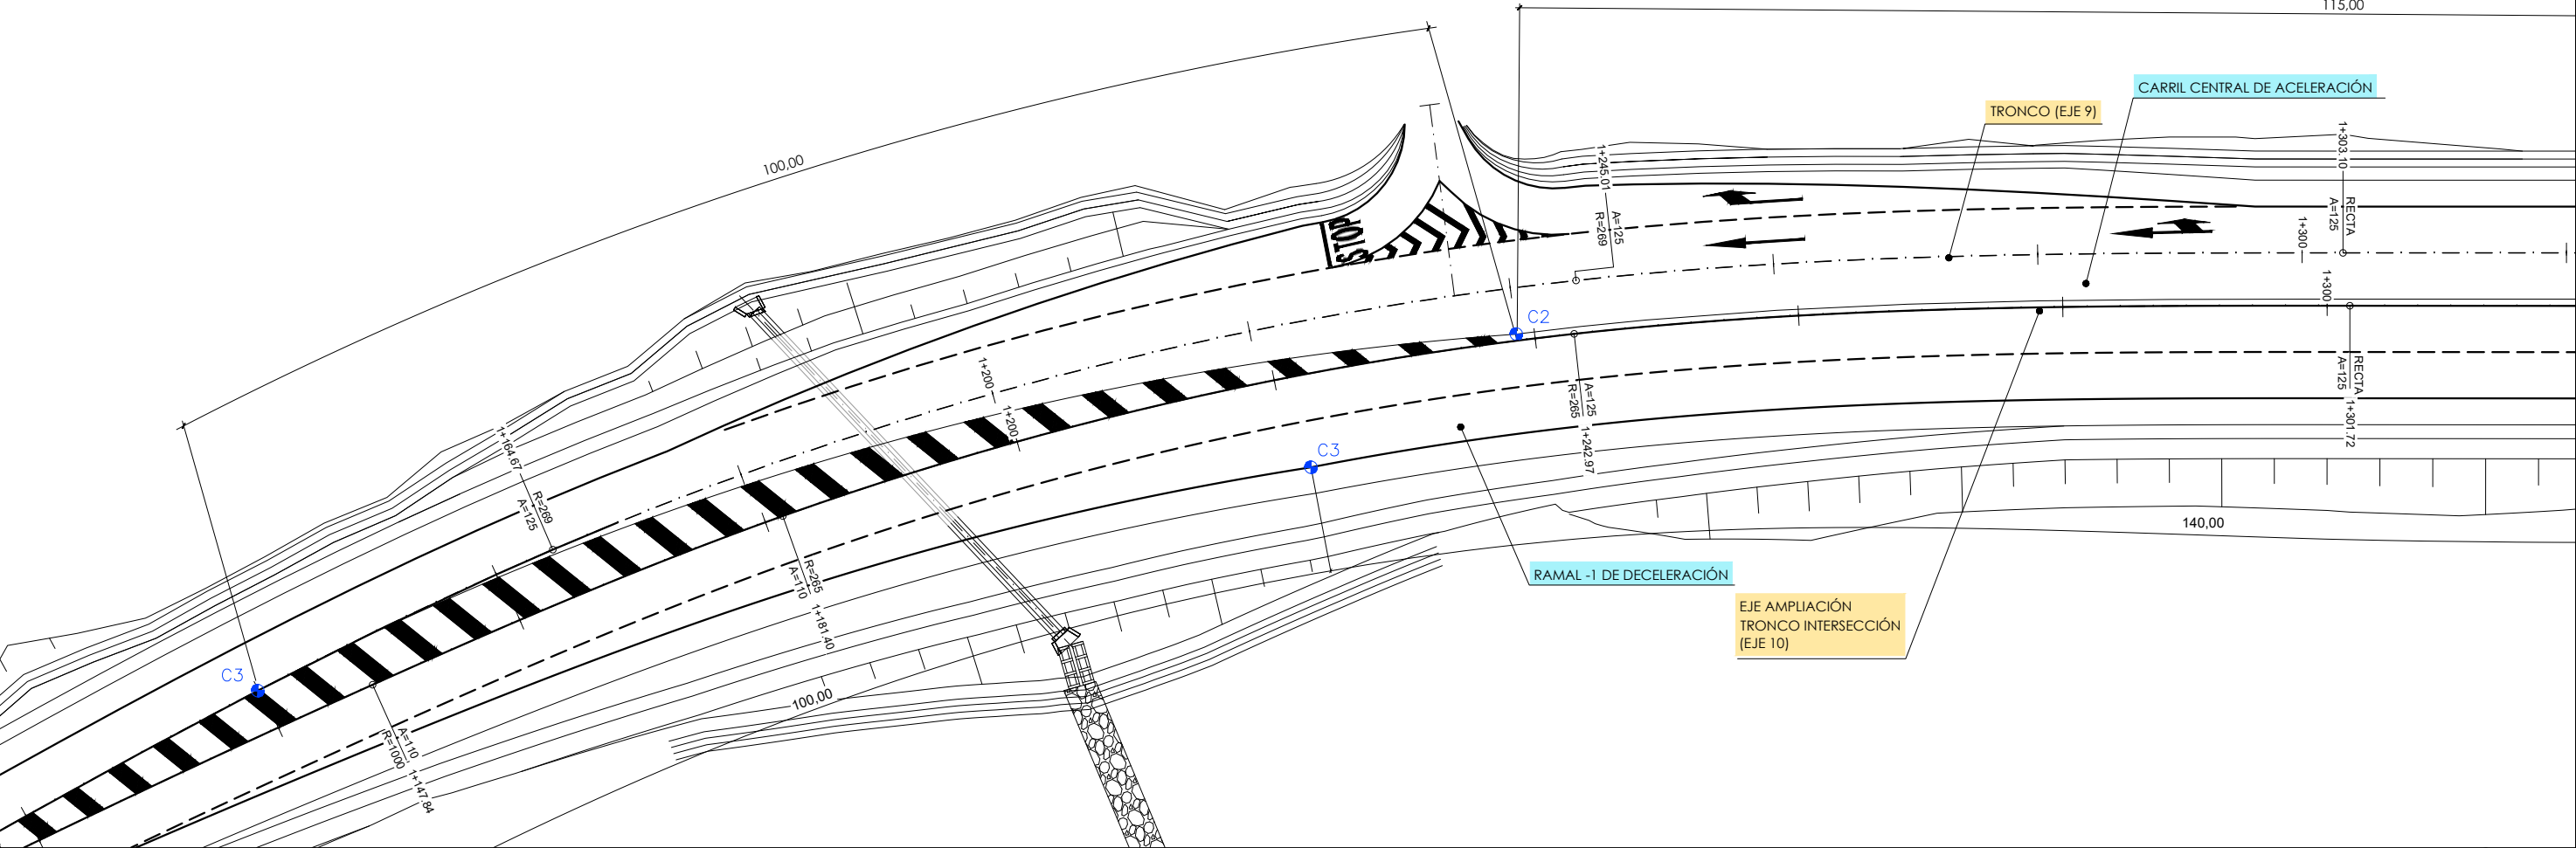 115,00
CARRIL CENTRAL DE ACELERACIÓN
TRONCO (EJE 9)
100,00
1+245.01
A=125
R=269
1+303.10
RECTA
A=125
1+300
1+300
STOP
C2
1+200
1+200
A=125
R=265
1+242.97
RECTA
A=125
1+301.72
C3
1+164.67
R=269
A=125
R=265
A=110
1+181.40
140,00
RAMAL -1 DE DECELERACIÓN
EJE AMPLIACIÓN
TRONCO INTERSECCIÓN
(EJE 10)
C3
100,00
A=110
R=1000
1+147.84